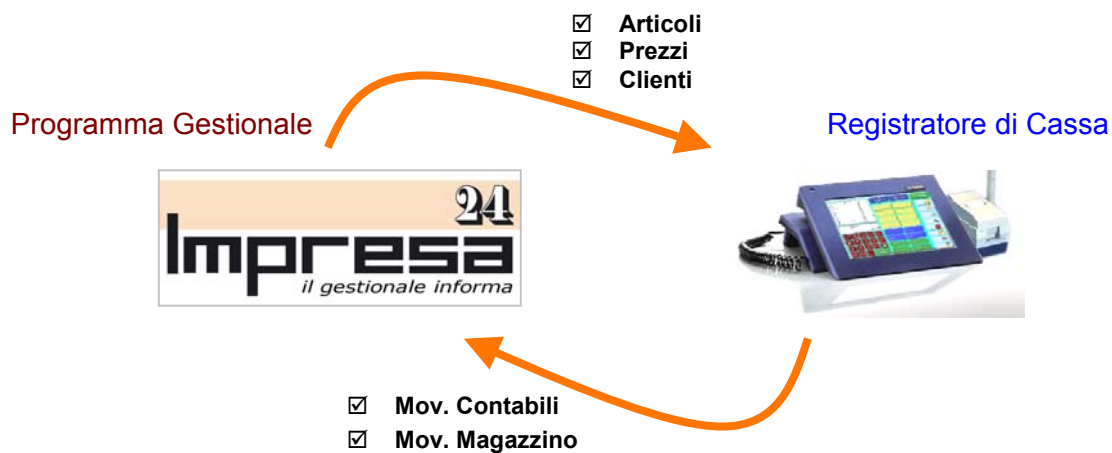 Articoli
Prezzi
Clienti
Programma Gestionale
Registratore di Cassa
24
Impresa
il gestionale informa
Mov. Contabili
Mov. Magazzino